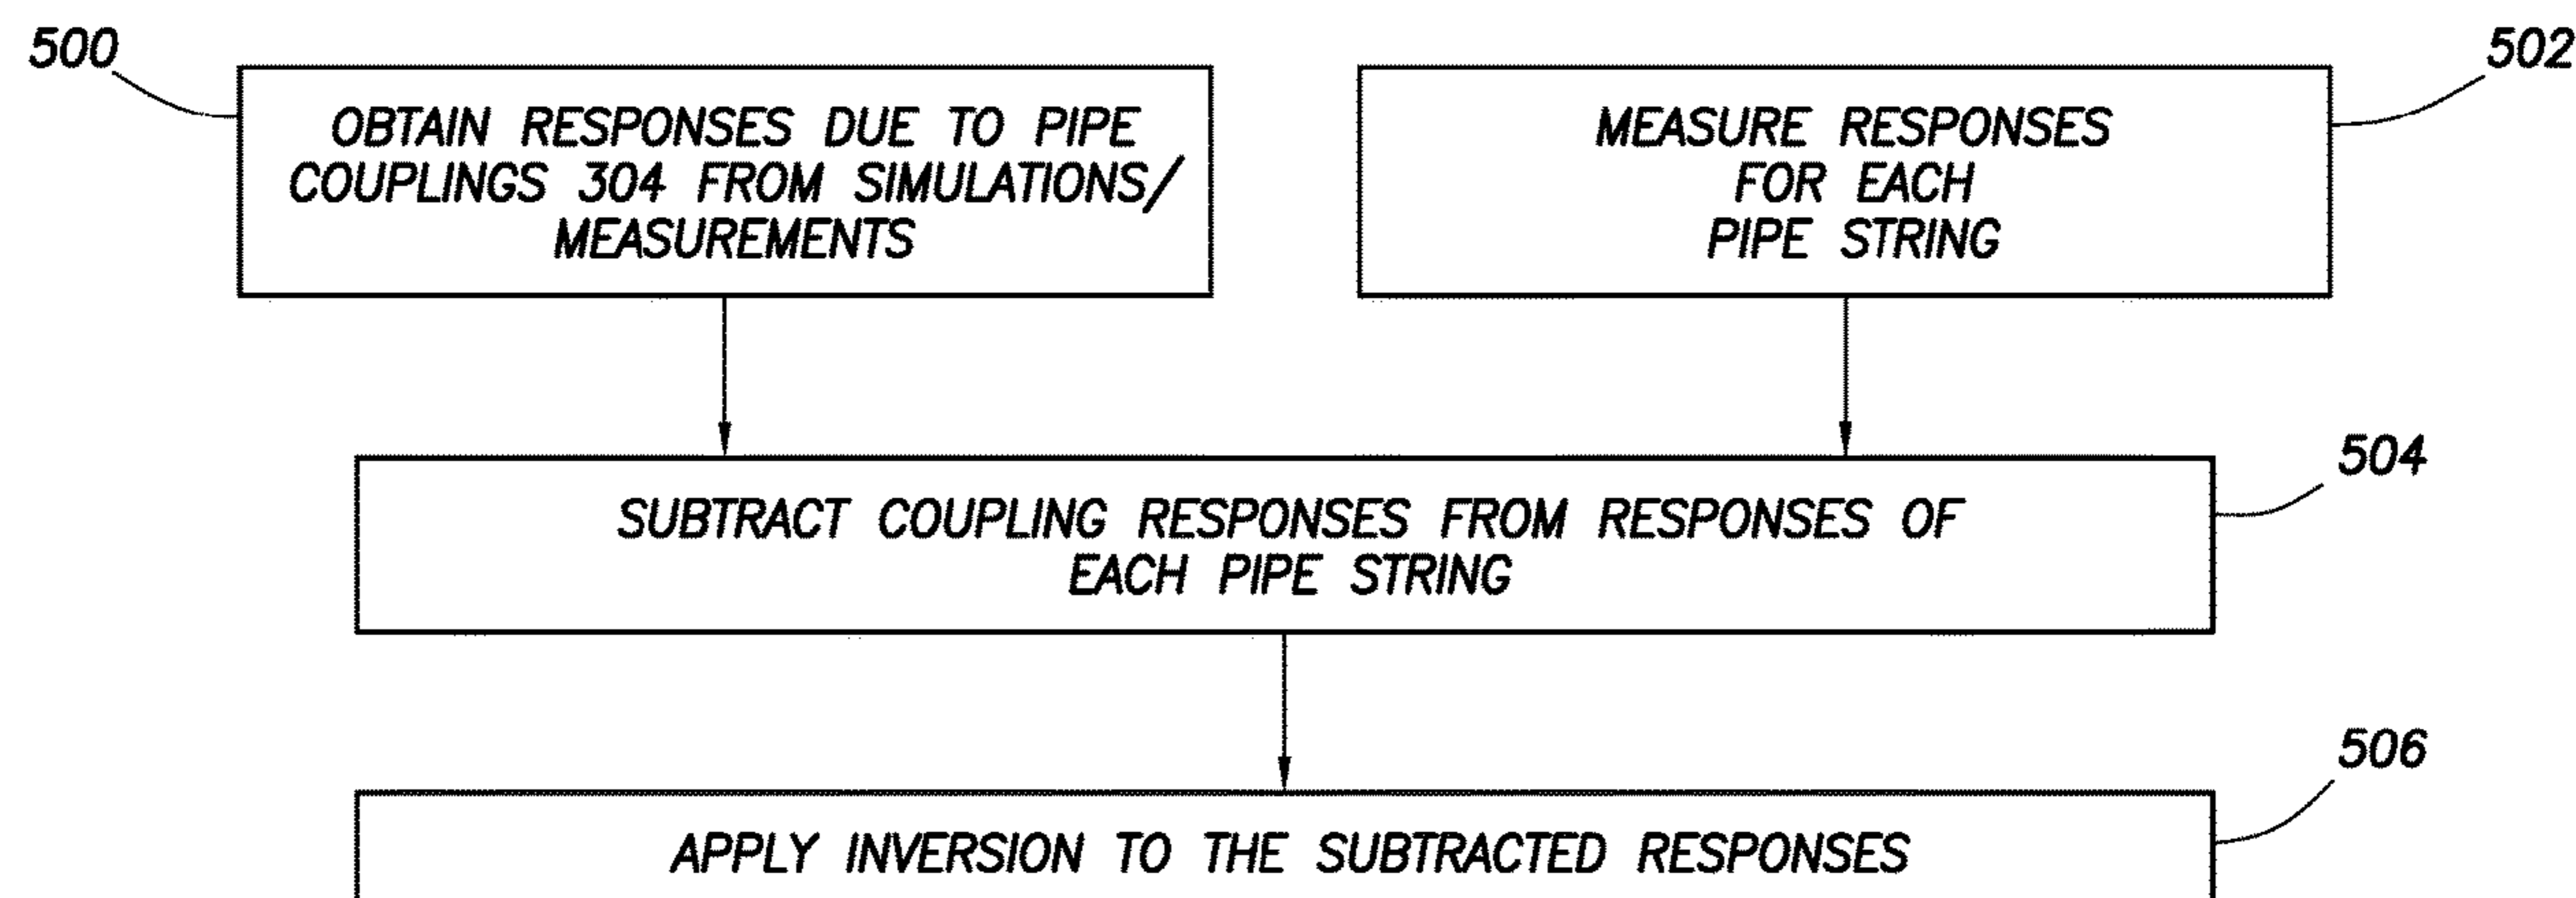 500
OBTAIN RESPONSES DUE TO PIPE
COUPLINGS 304 FROM SIMULATIONS/
MEASUREMENTS
502
MEASURE RESPONSES
FOR EACH
PIPE STRING
504
SUBTRACT COUPLING RESPONSES FROM RESPONSES OF
EACH PIPE STRING
506
APPLY INVERSION TO THE SUBTRACTED RESPONSES